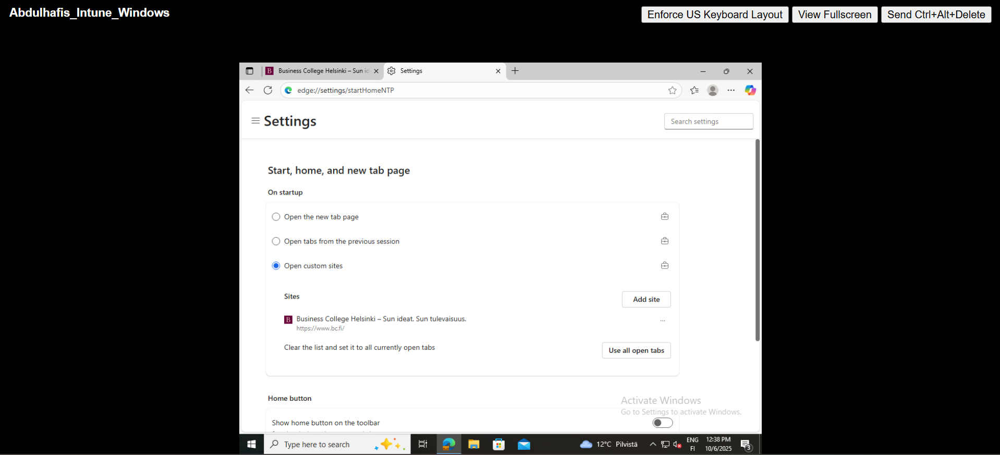 Abdulhafis_Intune_Windows
Enforce US Keyboard Layout
View Fullscreen
Send Ctrl+Alt+Delete
B Business College Helsinki – Sun id
Settings
edge://settings/startHomeNTP
Settings
Search settings
Start, home, and new tab page
On startup
Open the new tab page
Open tabs from the previous session
Open custom sites
Sites
Add site
B Business College Helsinki – Sun ideat. Sun tulevaisuus.
https://www.bc.fi/
Clear the list and set it to all currently open tabs
Use all open tabs
Home button
Activate Windows
Go to Settings to activate Windows.
Show home button on the toolbar
Type here to search
12°C Pilvistä
ENG
FI
12:38 PM
10/6/2025
3